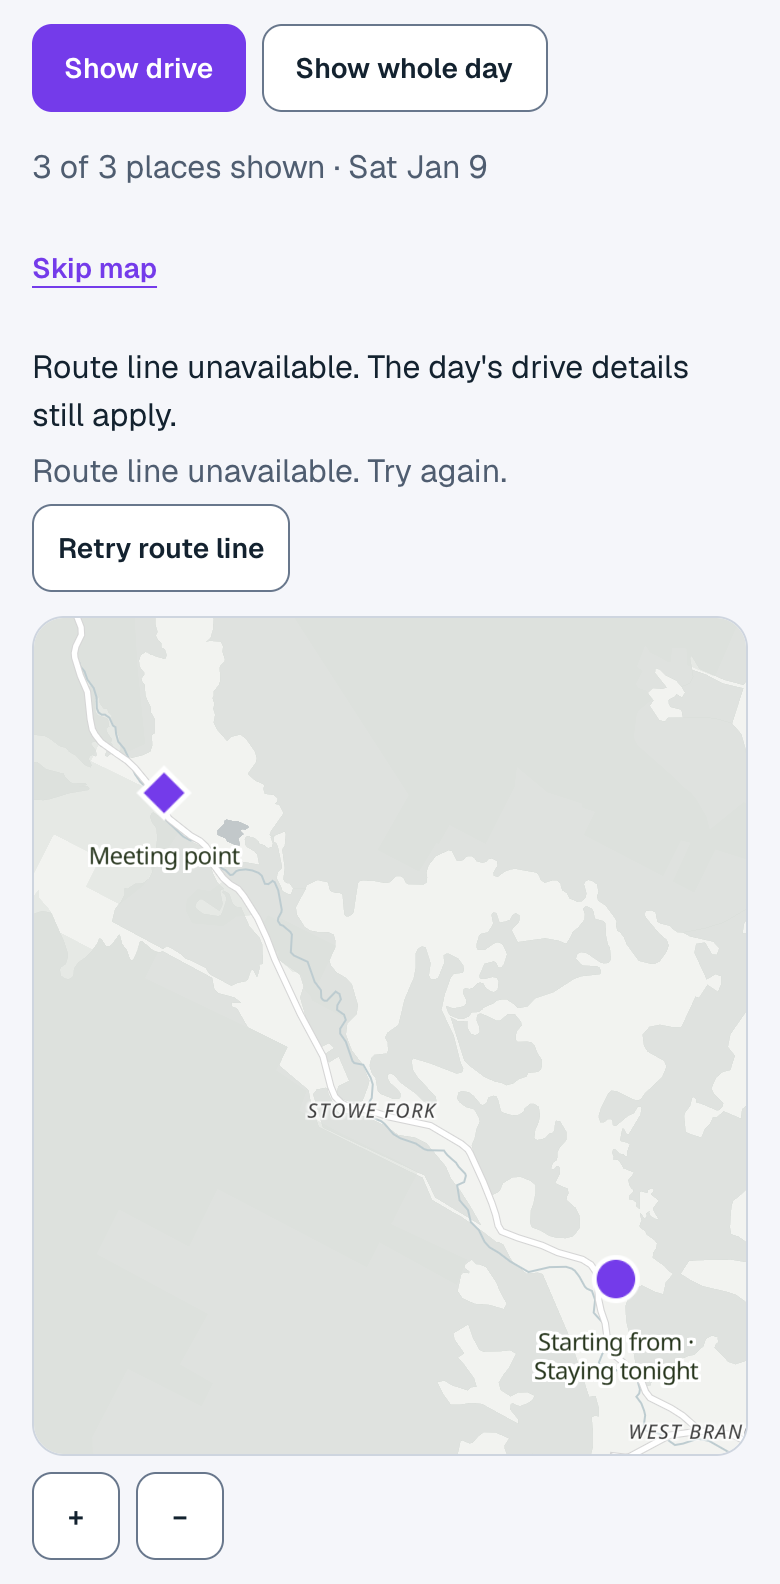 Show drive
Show whole day
3 of 3 places shown · Sat Jan 9
Skip map
Route line unavailable. The day's drive details
still apply.
Route line unavailable. Try again.
Retry route line
Meeting point
STOWE FORK
Starting from ·
Staying tonight
WEST BRAN
+
−